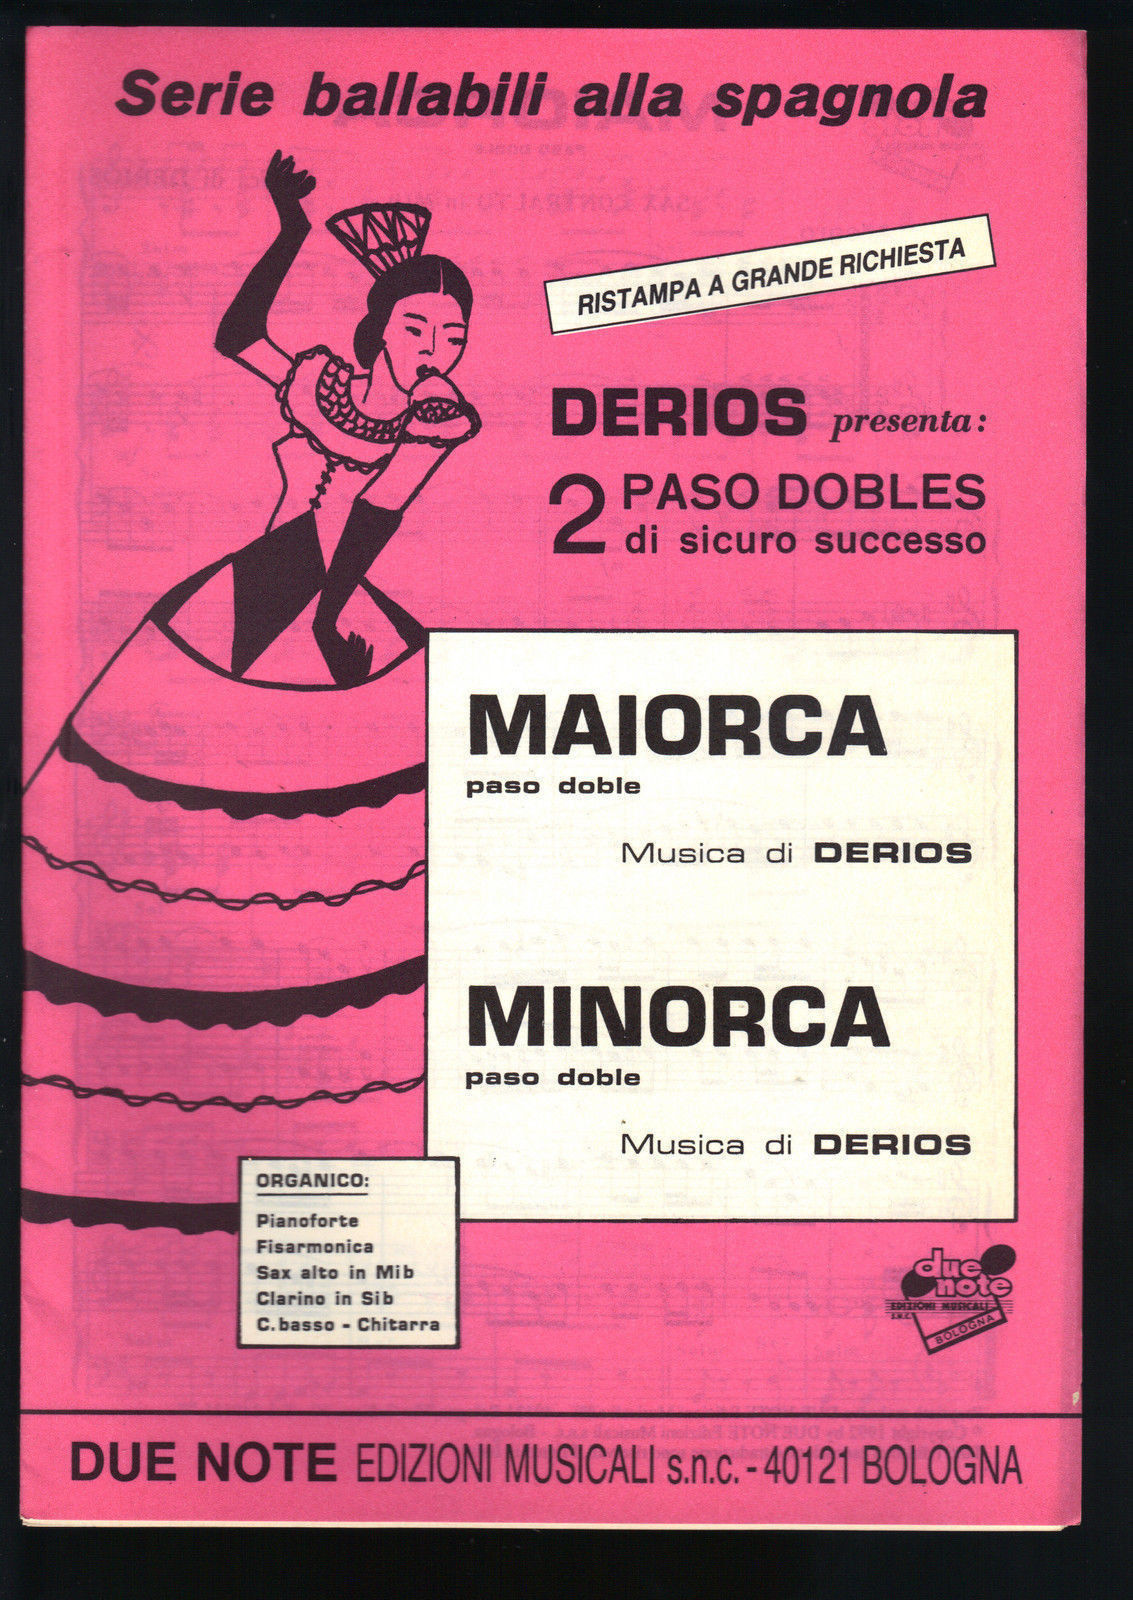 Serie ballabili alla spagnola
RISTAMPA A GRANDE RICHIESTA
DERIOS presenta:
2 PASO DOBLES
di sicuro successo
MAIORCA
paso doble
Musica di DERIOS
MINORCA
paso doble
Musica di DERIOS
ORGANICO:
Pianoforte
Fisarmonica
Sax alto in Mib
Clarino in Sib
C.basso - Chitarra
due
note
EDIZIONI MUSICALI
s.n.c.
BOLOGNA
DUE NOTE EDIZIONI MUSICALI s.n.c. - 40121 BOLOGNA